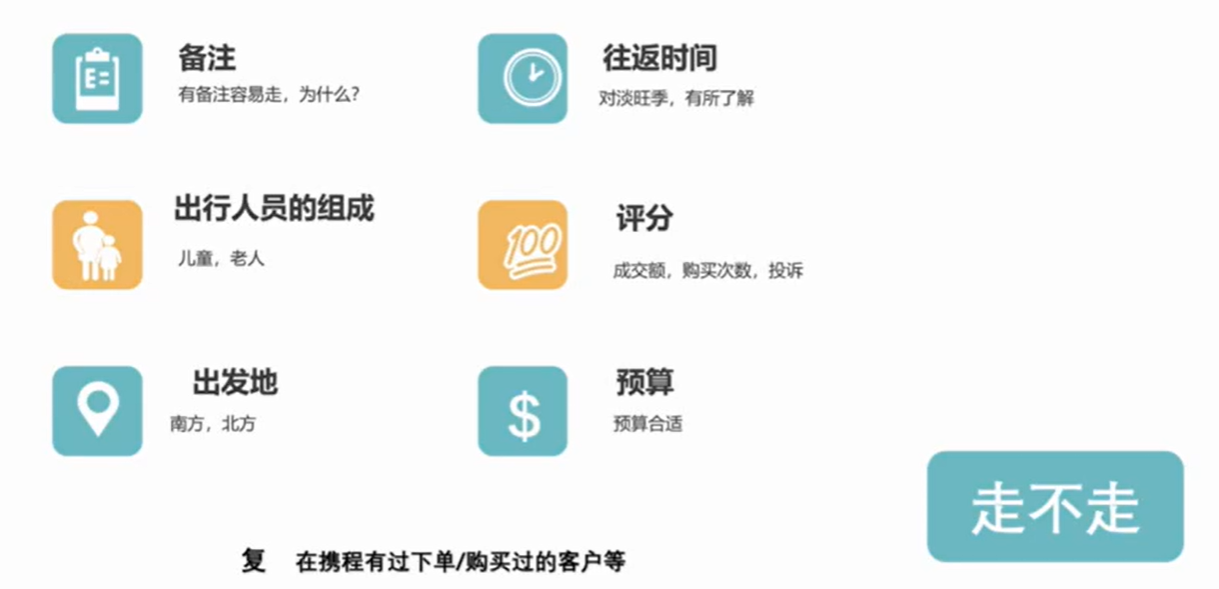 备注
有备注容易走，为什么?
往返时间
对淡旺季，有所了解
出行人员的组成
儿童，老人
评分
成交额，购买次数，投诉
出发地
南方，北方
预算
预算合适
走不走
复 在携程有过下单/购买过的客户等